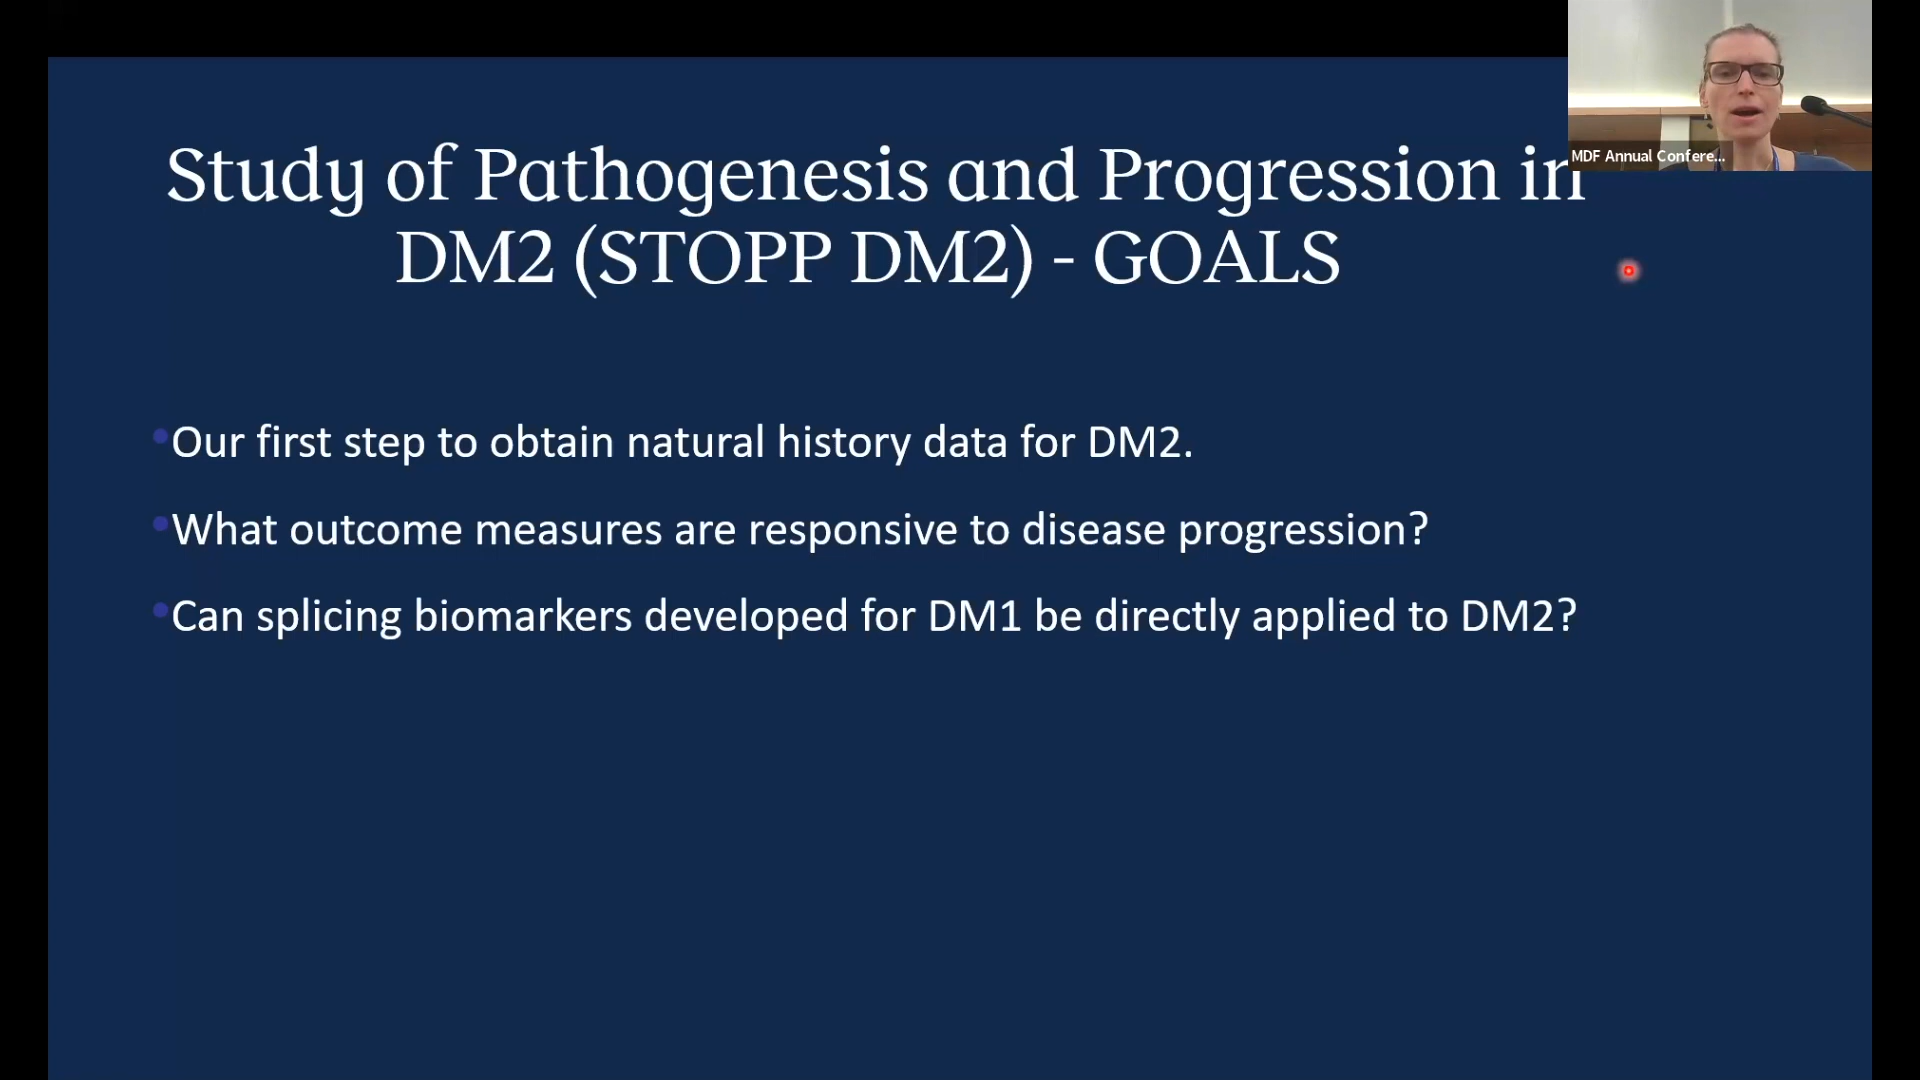 MDF Annual Confere...
Study of Pathogenesis and Progression in
DM2 (STOPP DM2) - GOALS
•Our first step to obtain natural history data for DM2.
•What outcome measures are responsive to disease progression?
•Can splicing biomarkers developed for DM1 be directly applied to DM2?